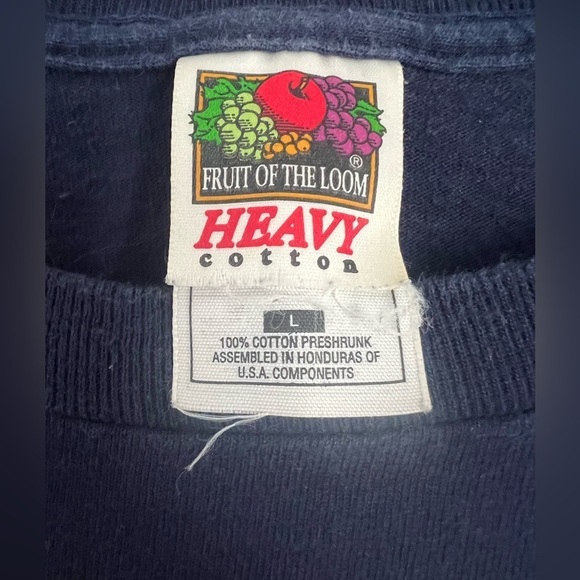 ®
FRUIT OF THE LOOM
HEAVY
cotton
L
100% COTTON PRESHRUNK
ASSEMBLED IN HONDURAS OF
U.S.A. COMPONENTS